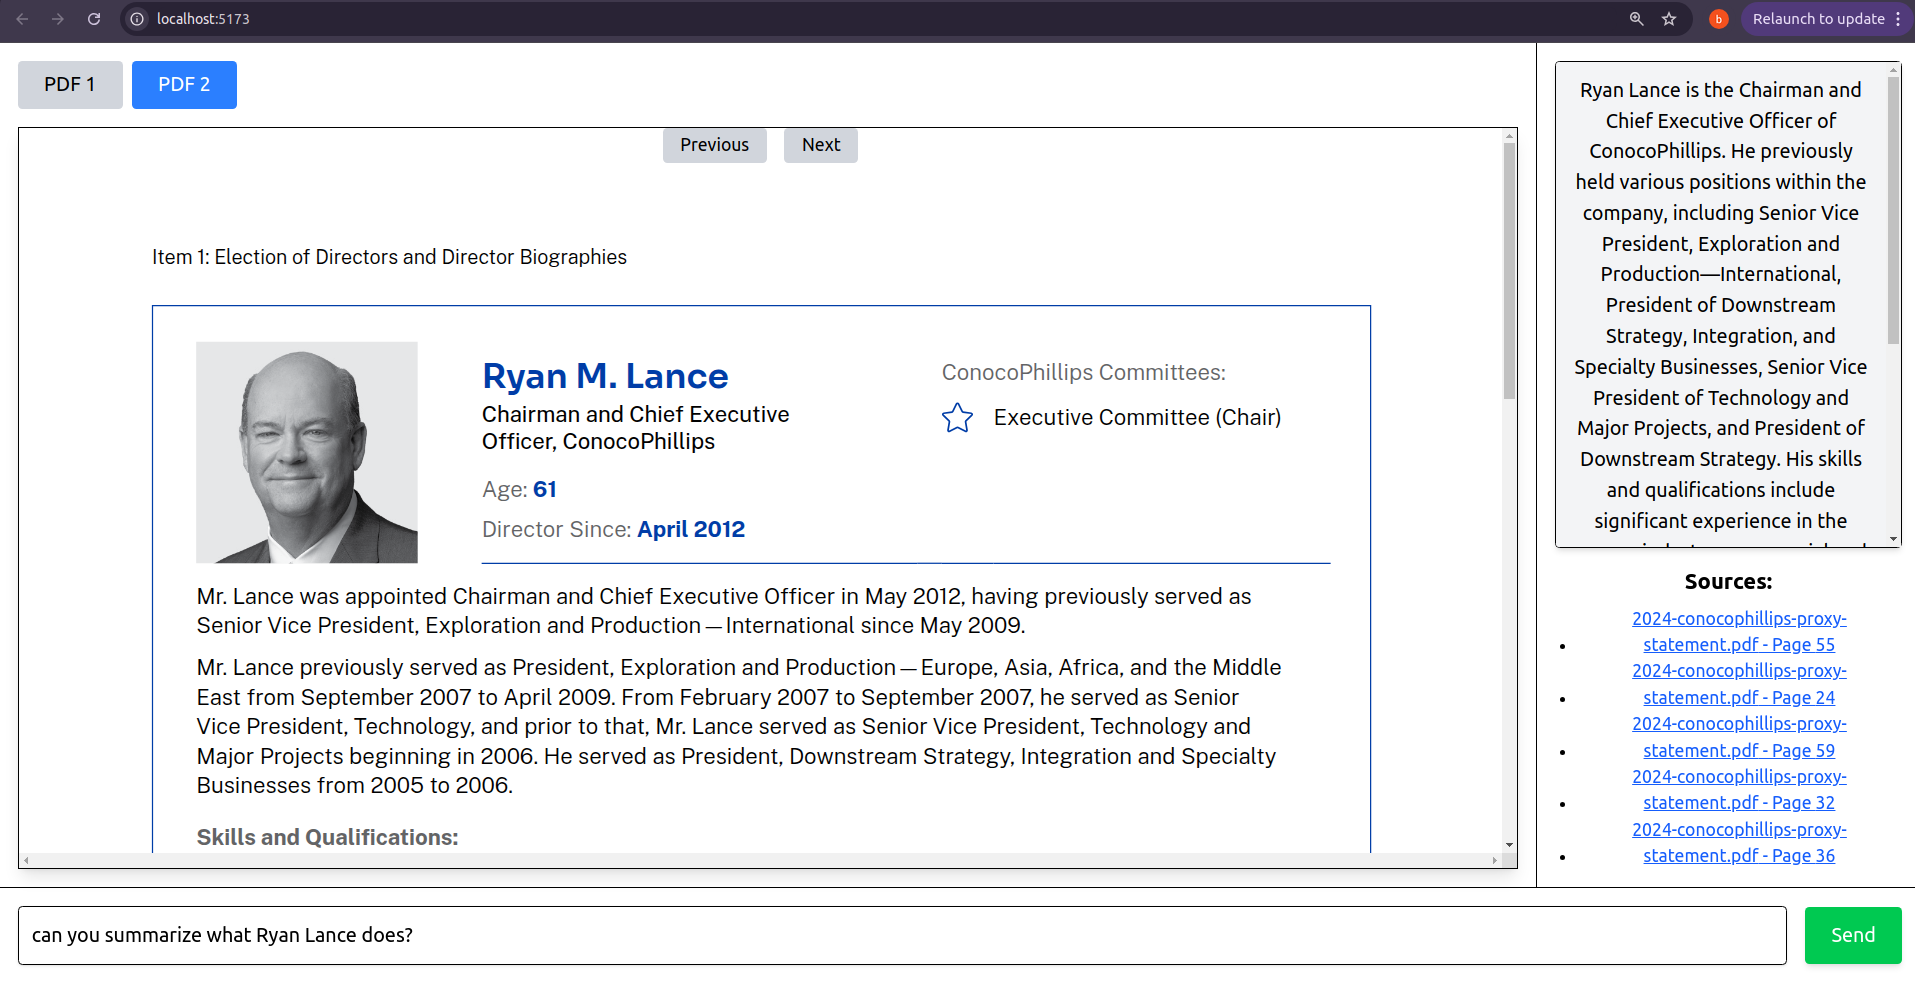 localhost:5173
b
Relaunch to update
PDF 1
PDF 2
Previous
Next
Item 1: Election of Directors and Director Biographies
Ryan M. Lance
Chairman and Chief Executive
Officer, ConocoPhillips
Age: 61
Director Since: April 2012
ConocoPhillips Committees:
Executive Committee (Chair)
Mr. Lance was appointed Chairman and Chief Executive Officer in May 2012, having previously served as
Senior Vice President, Exploration and Production—International since May 2009.
Mr. Lance previously served as President, Exploration and Production—Europe, Asia, Africa, and the Middle
East from September 2007 to April 2009. From February 2007 to September 2007, he served as Senior
Vice President, Technology, and prior to that, Mr. Lance served as Senior Vice President, Technology and
Major Projects beginning in 2006. He served as President, Downstream Strategy, Integration and Specialty
Businesses from 2005 to 2006.
Skills and Qualifications:
Ryan Lance is the Chairman and
Chief Executive Officer of
ConocoPhillips. He previously
held various positions within the
company, including Senior Vice
President, Exploration and
Production—International,
President of Downstream
Strategy, Integration, and
Specialty Businesses, Senior Vice
President of Technology and
Major Projects, and President of
Downstream Strategy. His skills
and qualifications include
significant experience in the
Sources:
2024-conocophillips-proxy-
statement.pdf - Page 55
2024-conocophillips-proxy-
statement.pdf - Page 24
2024-conocophillips-proxy-
statement.pdf - Page 59
2024-conocophillips-proxy-
statement.pdf - Page 32
2024-conocophillips-proxy-
statement.pdf - Page 36
can you summarize what Ryan Lance does?
Send